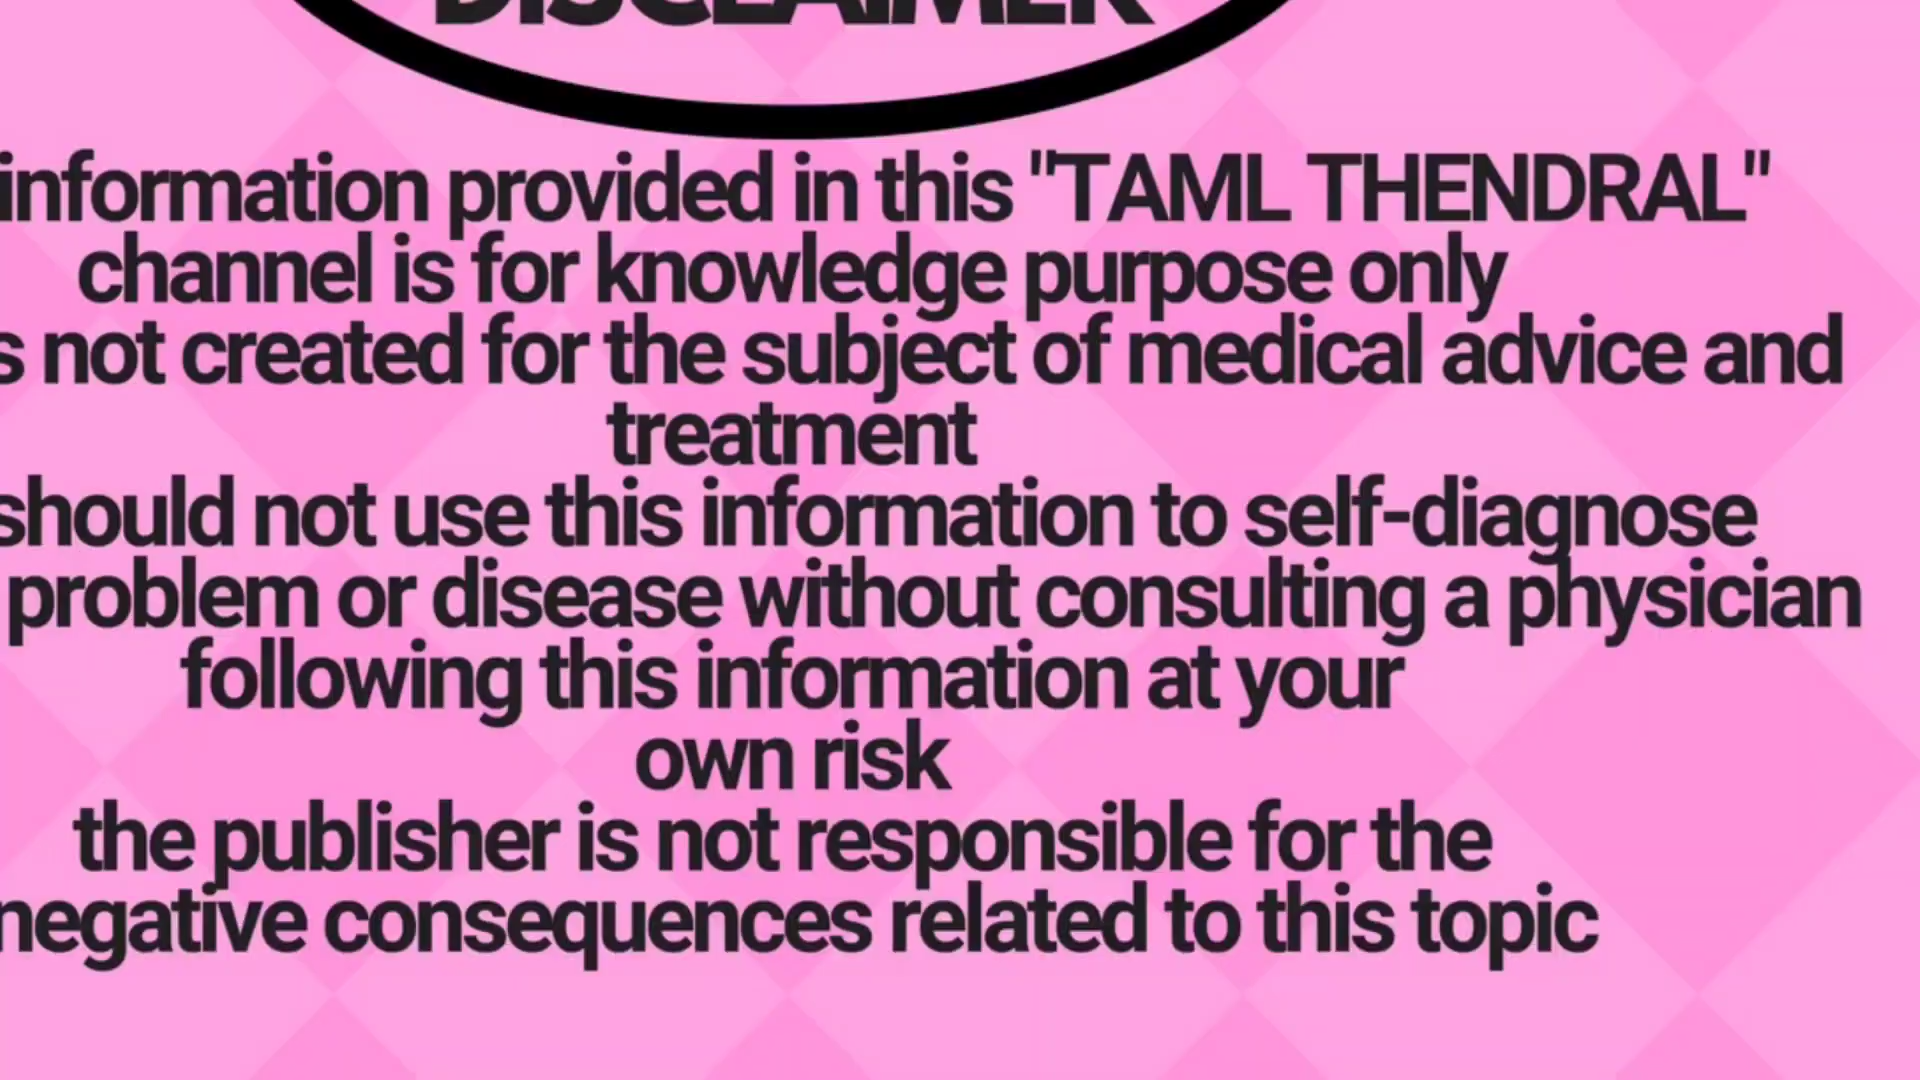 DISCLAIMER
information provided in this "TAML THENDRAL"
channel is for knowledge purpose only
not created for the subject of medical advice and
treatment
should not use this information to self-diagnose
problem or disease without consulting a physician
following this information at your
own risk
the publisher is not responsible for the
negative consequences related to this topic